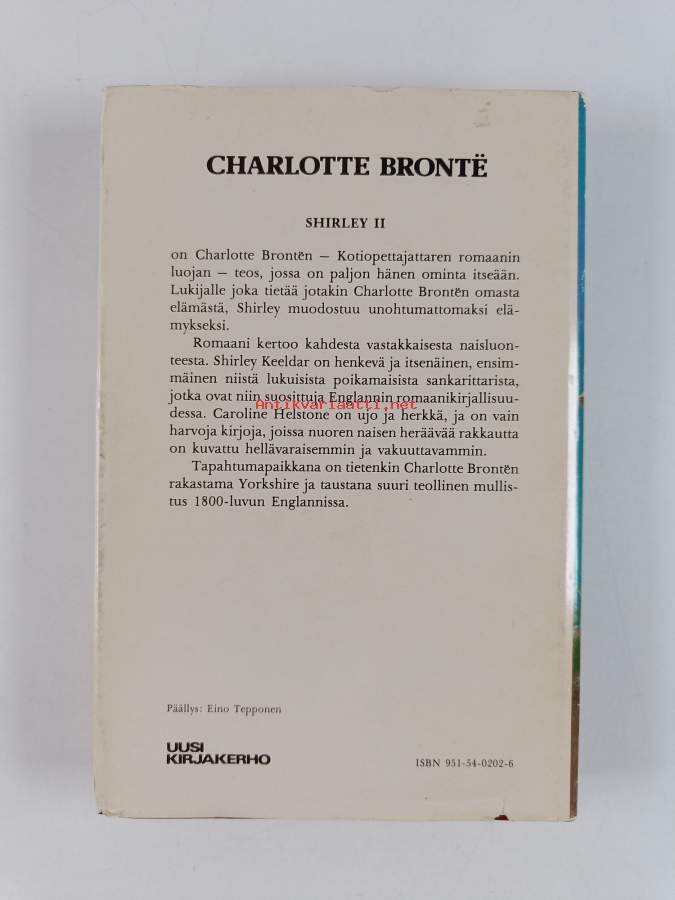 CHARLOTTE BRONTË
SHIRLEY II
on Charlotte Brontën – Kotiopettajattaren romaanin
luojan – teos, jossa on paljon hänen ominta itseään.
Lukijalle joka tietää jotakin Charlotte Brontën omasta
elämästä, Shirley muodostuu unohtumattomaksi elä-
mykseksi.
Romaani kertoo kahdesta vastakkaisesta naisluon-
teesta. Shirley Keeldar on henkevä ja itsenäinen, ensim-
mäinen niistä lukuisista poikamaisista sankarittarista,
jotka ovat niin suosittuja Englannin romaanikirjallisuu-
Antikvariaatti.net
dessa. Caroline Helstone on ujo ja herkkä, ja on vain
harvoja kirjoja, joissa nuoren naisen heräävää rakkautta
on kuvattu hellävaraisemmin ja vakuuttavammin.
Tapahtumapaikkana on tietenkin Charlotte Brontën
rakastama Yorkshire ja taustana suuri teollinen mullis-
tus 1800-luvun Englannissa.
Päällys: Eino Tepponen
UUSI
KIRJAKERHO
ISBN 951-54-0202-6